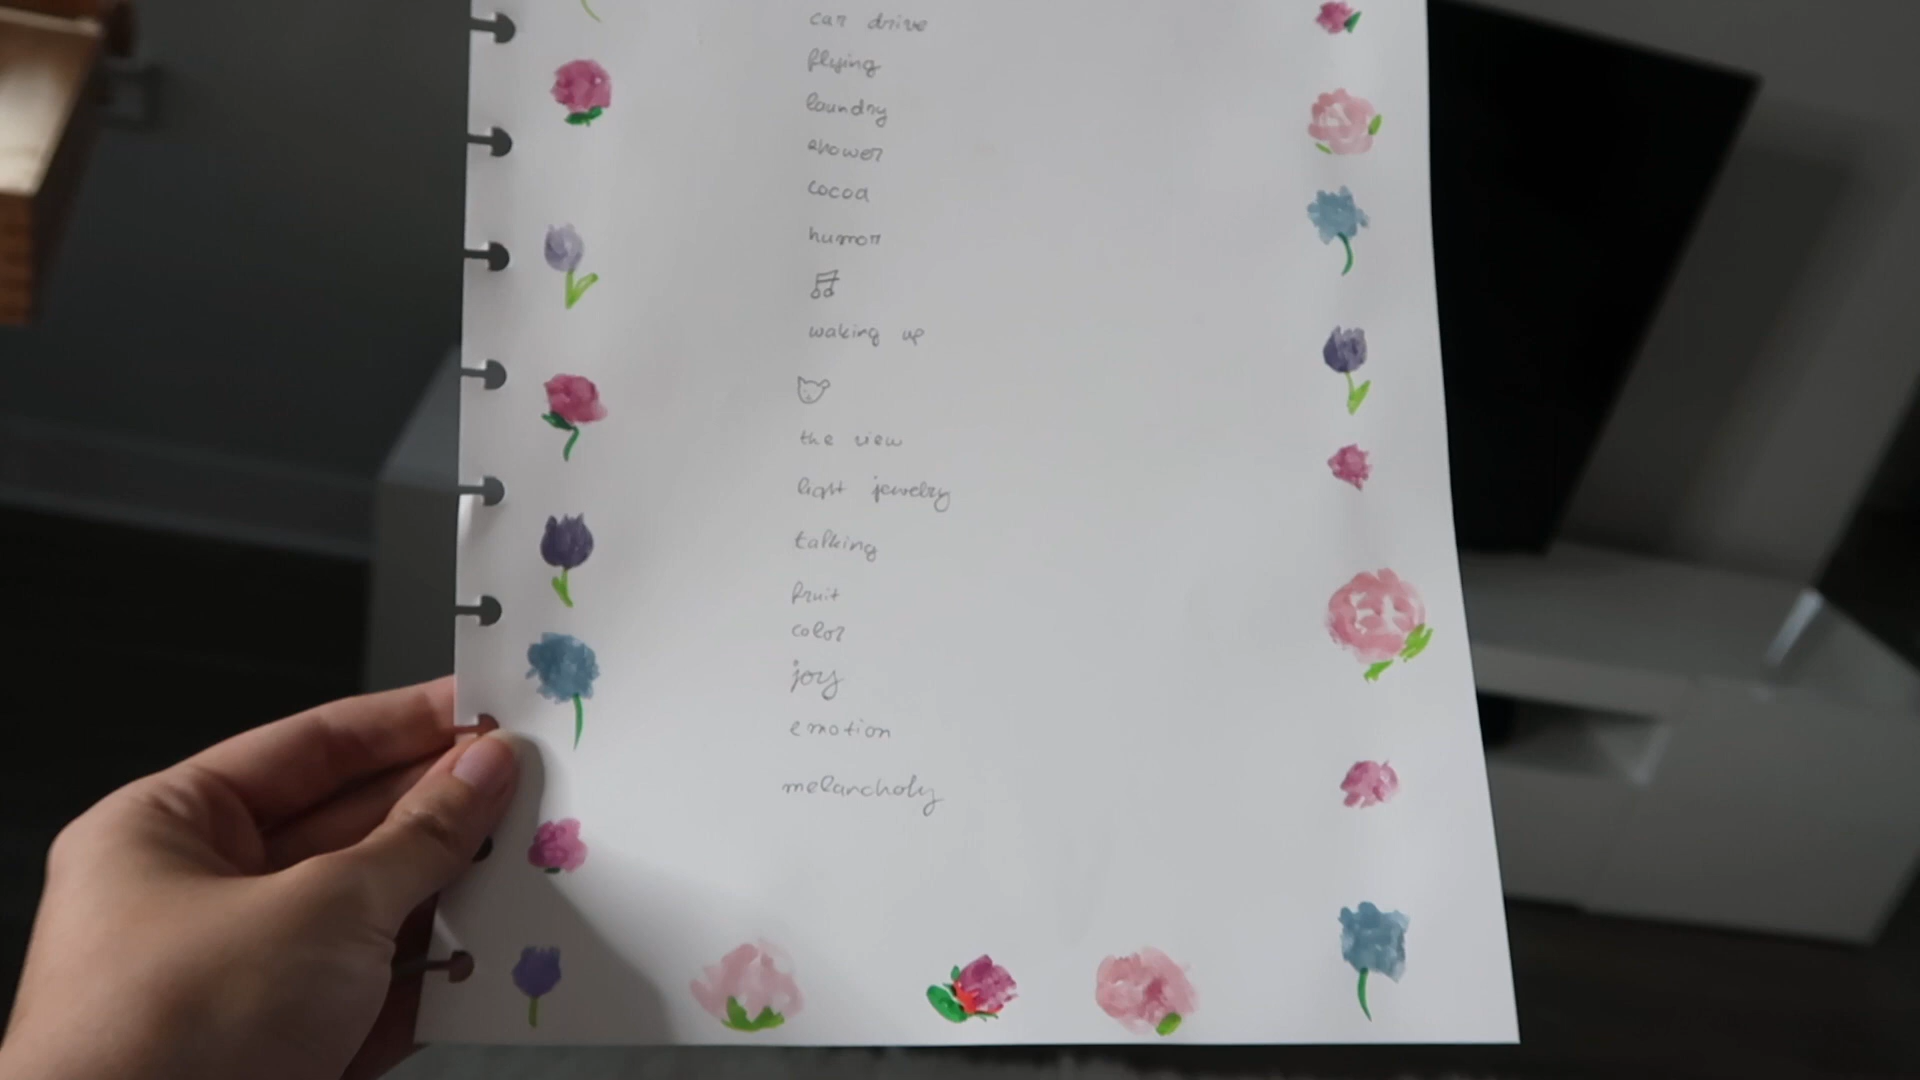 car drive
flying
laundry
shower
cocoa
humor
waking up
the view
light jewelry
talking
fruit
color
joy
emotion
melancholy